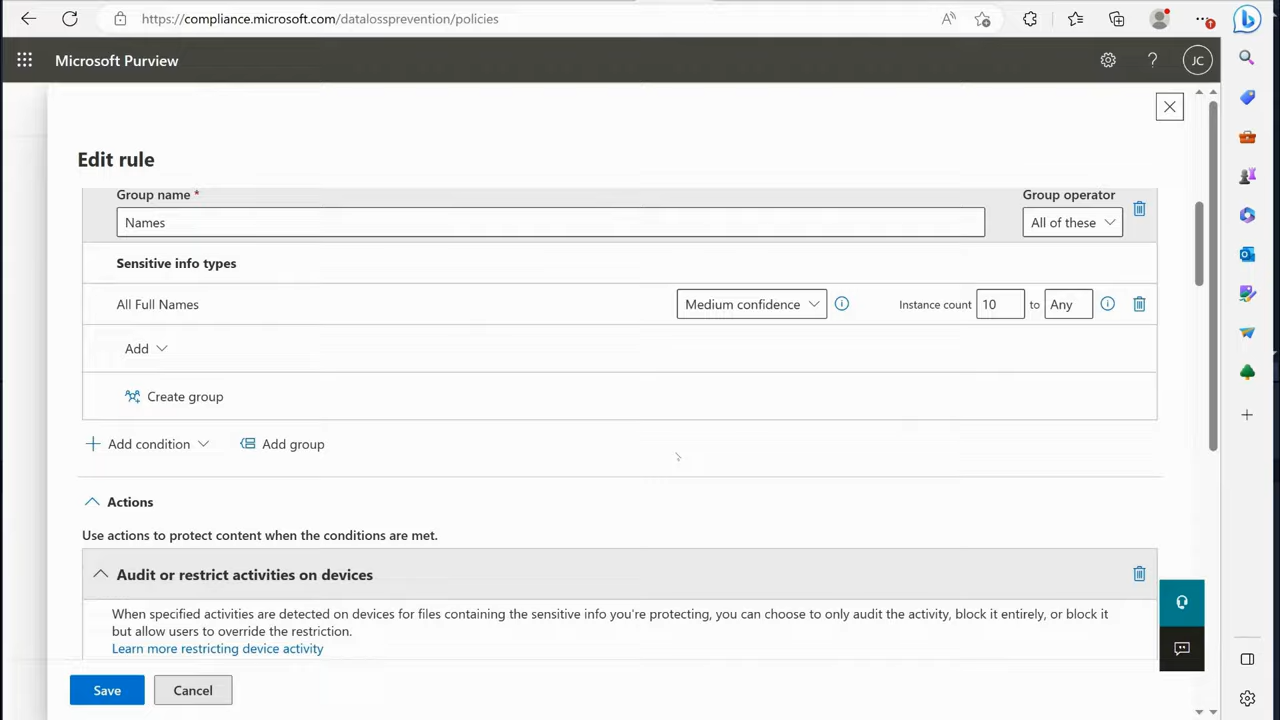 https://compliance.microsoft.com/datalossprevention/policies
Microsoft Purview
JC
Edit rule
Group name *
Group operator
Names
All of these
Sensitive info types
All Full Names
Medium confidence
Instance count
10
to
Any
Add
Create group
Add condition
Add group
Actions
Use actions to protect content when the conditions are met.
Audit or restrict activities on devices
When specified activities are detected on devices for files containing the sensitive info you're protecting, you can choose to only audit the activity, block it entirely, or block it
but allow users to override the restriction.
Learn more restricting device activity
Save
Cancel